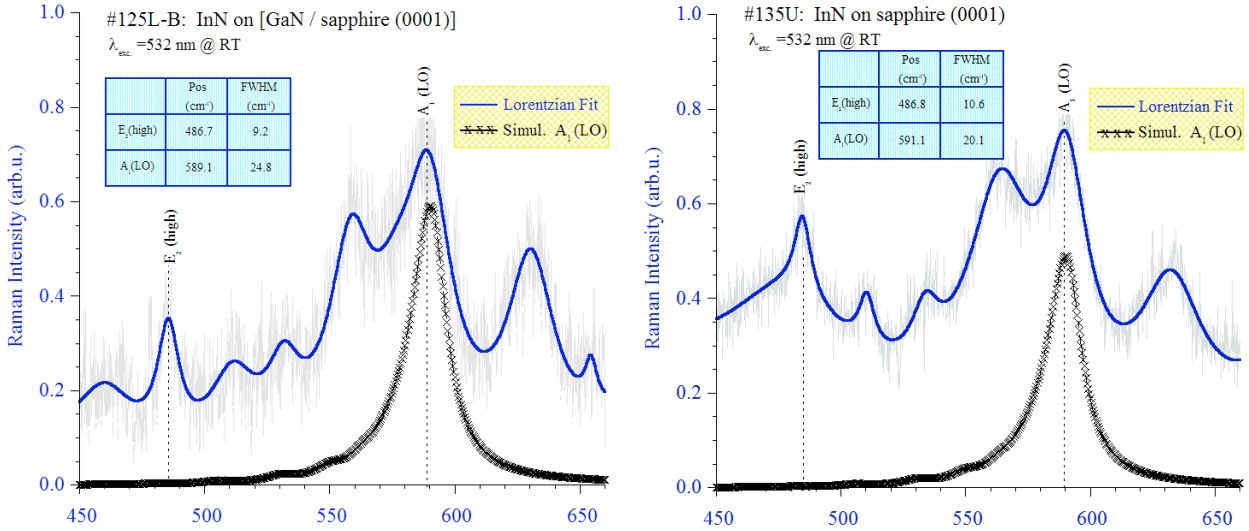 #125L-B: InN on [GaN / sapphire (0001)]
λexc. =532 nm @ RT
Pos (cm⁻¹) FWHM (cm⁻¹)
E₂(high) 486.7 9.2
A₁(LO) 589.1 24.8
Lorentzian Fit
xxx Simul. A₁(LO)
E₂ (high)
A₁ (LO)
Raman Intensity (arb.u.)
1.0
0.8
0.6
0.4
0.2
0.0
450 500 550 600 650
#135U: InN on sapphire (0001)
λexc. =532 nm @ RT
Pos (cm⁻¹) FWHM (cm⁻¹)
E₂(high) 486.8 10.6
A₁(LO) 591.1 20.1
Lorentzian Fit
xxx Simul. A₁(LO)
E₂ (high)
A₁ (LO)
Raman Intensity (arb.u.)
1.0
0.8
0.6
0.4
0.2
0.0
450 500 550 600 650